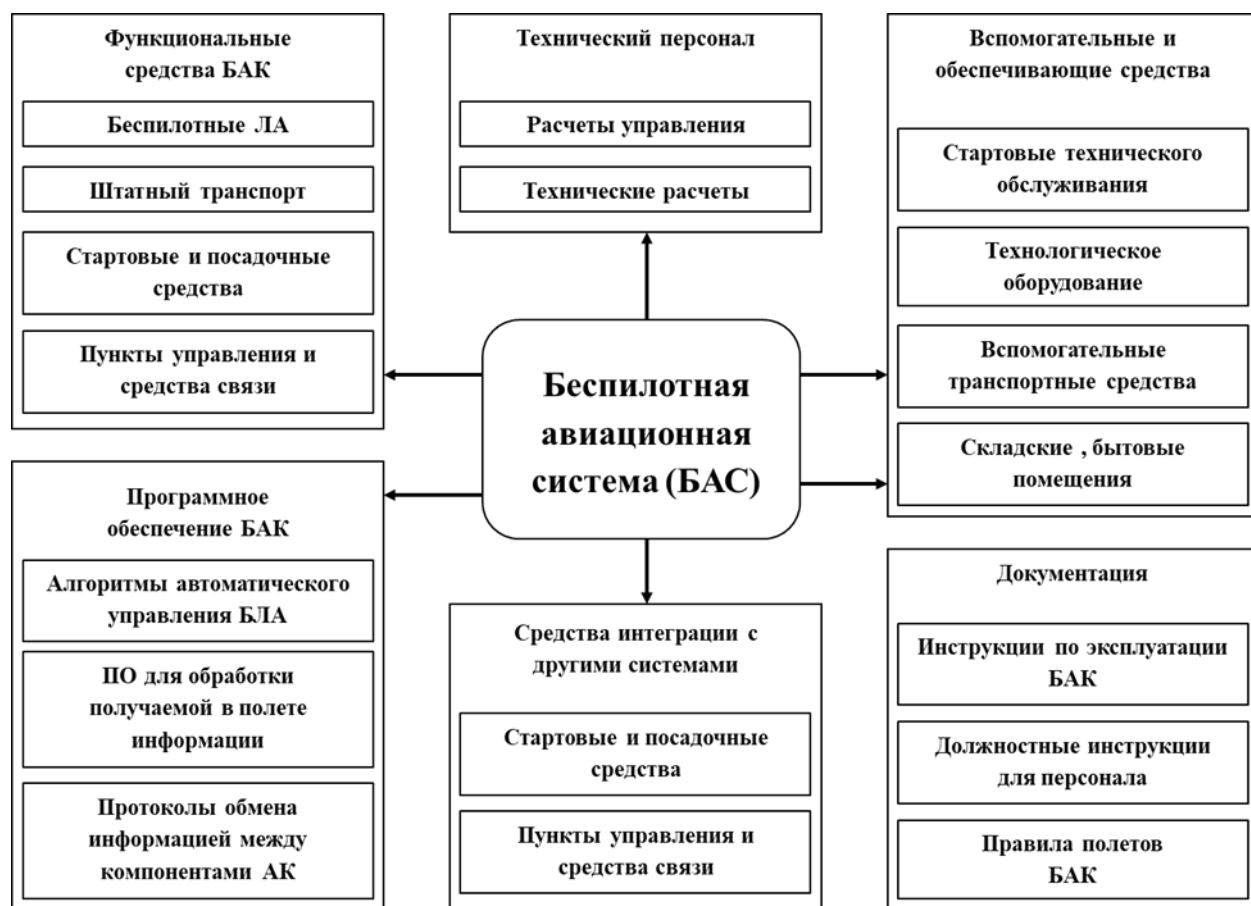 Функциональные
средства БАК
Беспилотные ЛА
Штатный транспорт
Стартовые и посадочные
средства
Пункты управления и
средства связи
Технический персонал
Расчеты управления
Технические расчеты
Вспомогательные и
обеспечивающие средства
Стартовые технического
обслуживания
Технологическое
оборудование
Вспомогательные
транспортные средства
Складские , бытовые
помещения
Беспилотная
авиационная
система (БАС)
Программное
обеспечение БАК
Алгоритмы автоматического
управления БЛА
ПО для обработки
получаемой в полете
информации
Протоколы обмена
информацией между
компонентами АК
Средства интеграции с
другими системами
Стартовые и посадочные
средства
Пункты управления и
средства связи
Документация
Инструкции по эксплуатации
БАК
Должностные инструкции
для персонала
Правила полетов
БАК